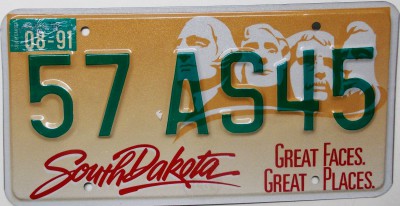 08-91
57 AS45
South Dakota
GREAT FACES.
GREAT PLACES.